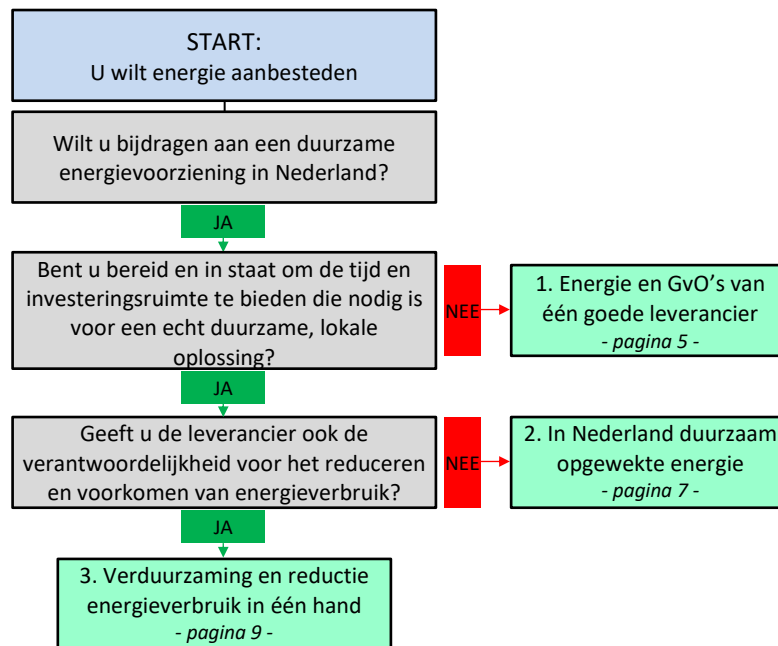 START:
U wilt energie aanbesteden
Wilt u bijdragen aan een duurzame
energievoorziening in Nederland?
JA
Bent u bereid en in staat om de tijd en
investeringsruimte te bieden die nodig is
voor een echt duurzame, lokale
oplossing?
NEE
1. Energie en GvO's van
één goede leverancier
- pagina 5 -
JA
Geeft u de leverancier ook de
verantwoordelijkheid voor het reduceren
en voorkomen van energieverbruik?
NEE
2. In Nederland duurzaam
opgewekte energie
- pagina 7 -
JA
3. Verduurzaming en reductie
energieverbruik in één hand
- pagina 9 -